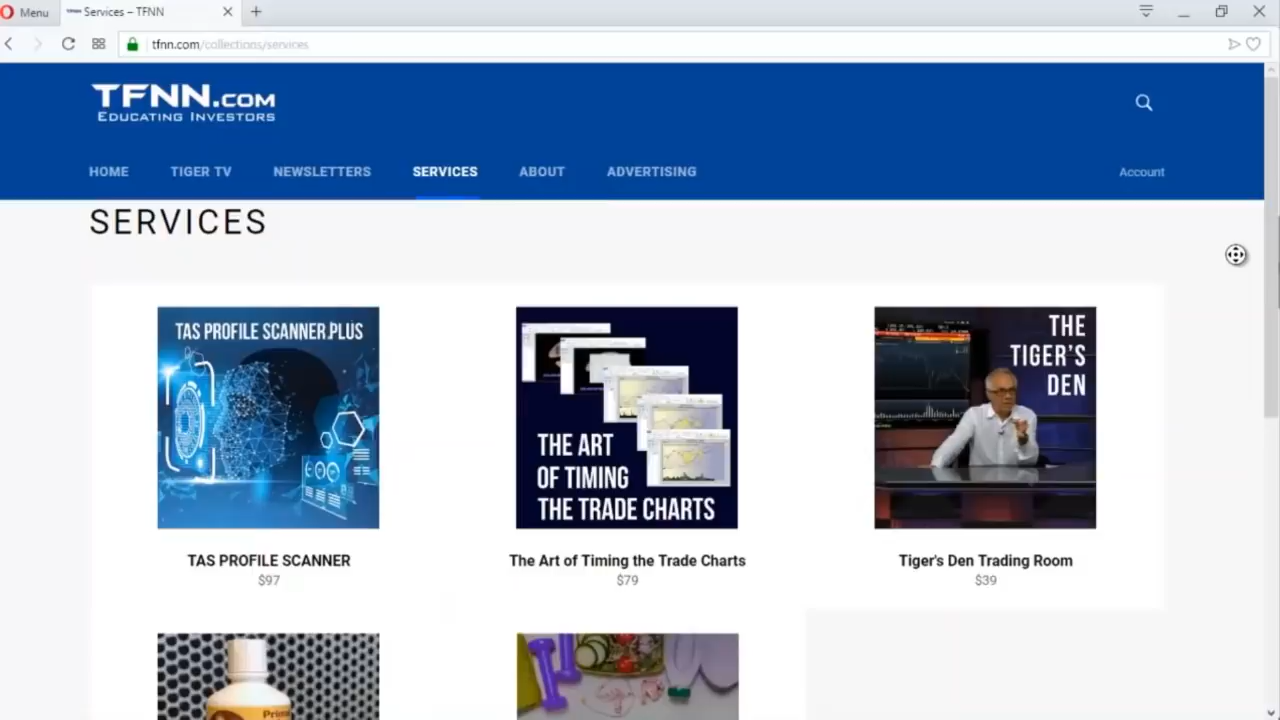 Menu
Services – TFNN
tfnn.com/collections/services
TFNN.COM
EDUCATING INVESTORS
HOME
TIGER TV
NEWSLETTERS
SERVICES
ABOUT
ADVERTISING
Account
SERVICES
TAS PROFILE SCANNER.PLUS
THE ART
OF TIMING
THE TRADE CHARTS
THE
TIGER'S
DEN
TAS PROFILE SCANNER
$97
The Art of Timing the Trade Charts
$79
Tiger's Den Trading Room
$39